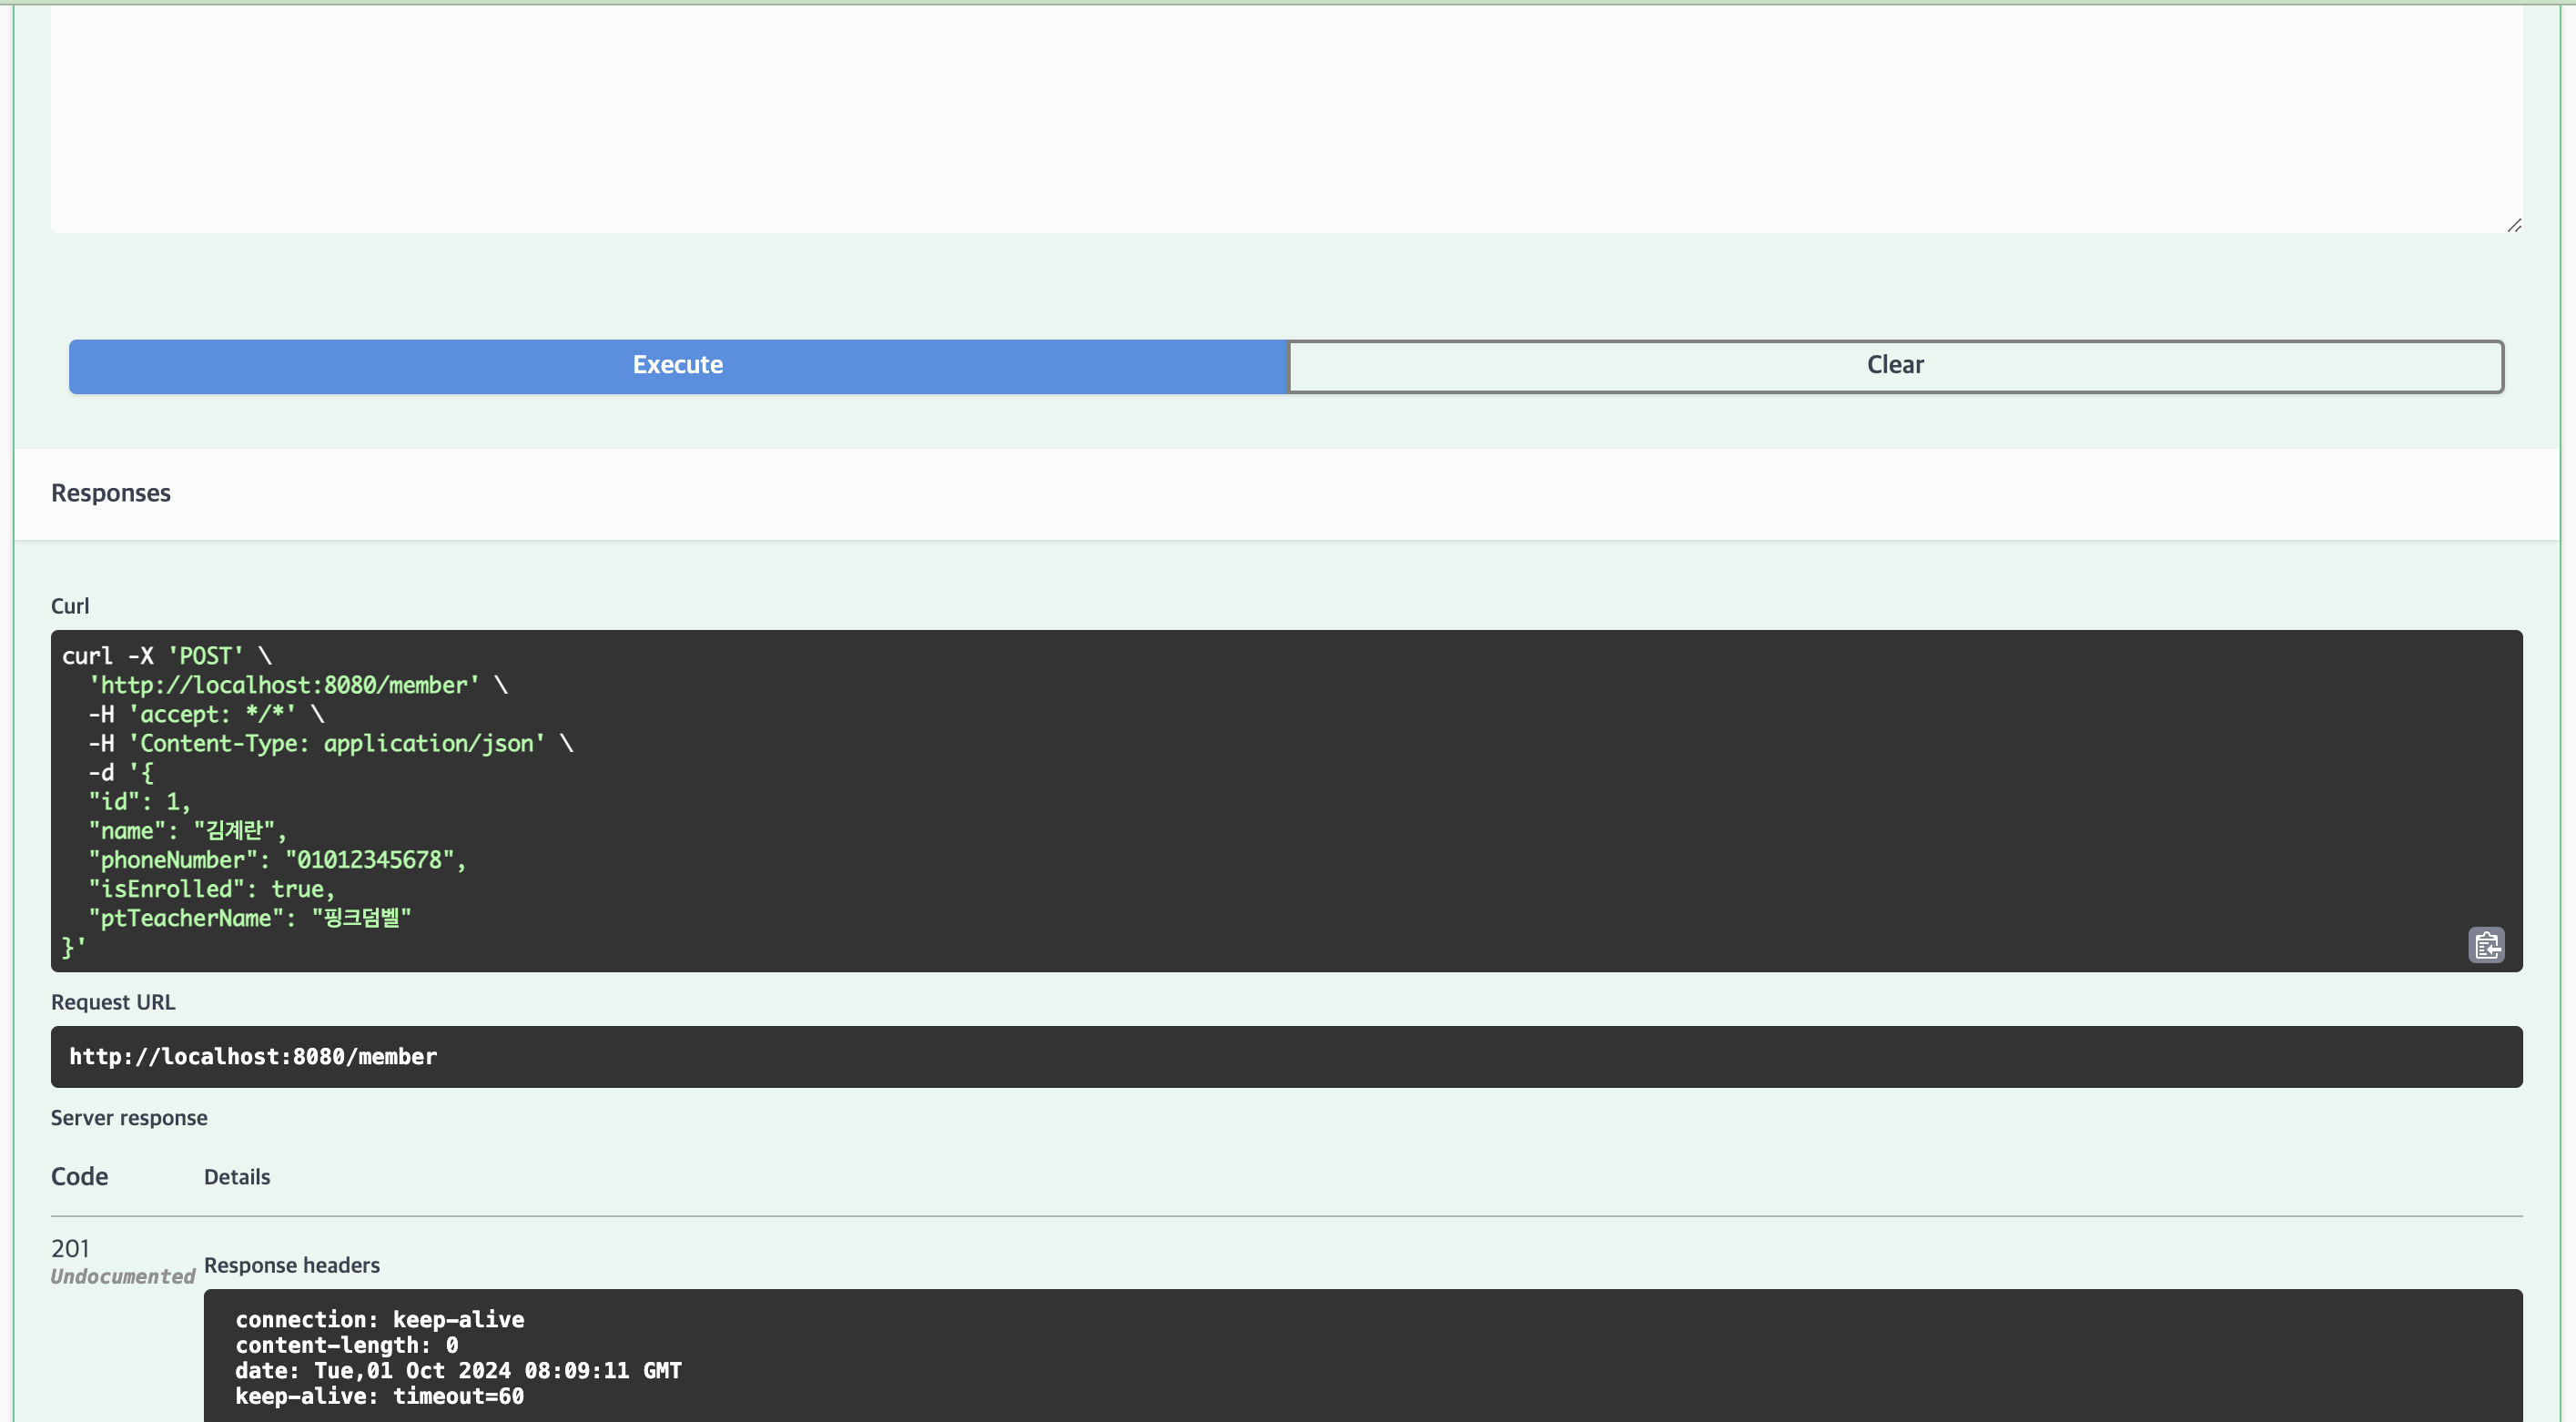 Execute
Clear
Responses
Curl
curl -X 'POST' \
  'http://localhost:8080/member' \
  -H 'accept: */*' \
  -H 'Content-Type: application/json' \
  -d '{
  "id": 1,
  "name": "김계란",
  "phoneNumber": "01012345678",
  "isEnrolled": true,
  "ptTeacherName": "핑크덤벨"
}'
Request URL
http://localhost:8080/member
Server response
Code Details
201
Undocumented
Response headers
connection: keep-alive
content-length: 0
date: Tue,01 Oct 2024 08:09:11 GMT
keep-alive: timeout=60